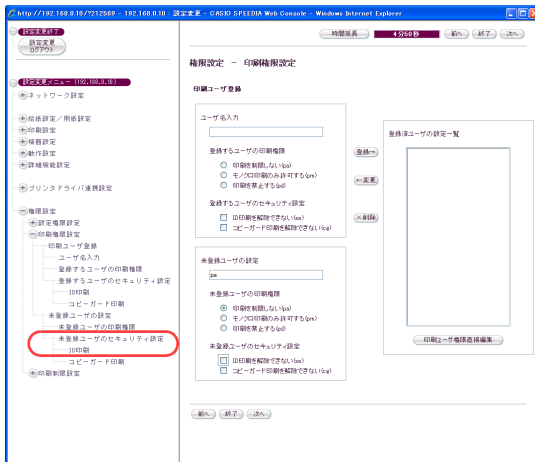 http://192.168.0.10/?212569 - 192.168.0.10 : 設定変更 - CASIO SPEEDIA Web Console - Windows Internet Explorer
設定変更終了
設定変更
ログアウト
時間延長
4分50秒
前へ
終了
次へ
設定変更メニュー (192.168.0.10)
ネットワーク設定
給紙設定／用紙設定
印刷設定
機器設定
動作設定
詳細機能設定
プリンタドライバ連携設定
権限設定
設定権限設定
印刷権限設定
印刷ユーザ登録
ユーザ名入力
登録するユーザの印刷権限
登録するユーザのセキュリティ設定
ID印刷
コピーガード印刷
未登録ユーザの設定
未登録ユーザの印刷権限
未登録ユーザのセキュリティ設定
ID印刷
コピーガード印刷
印刷制限設定
権限設定 － 印刷権限設定
印刷ユーザ登録
ユーザ名入力
登録するユーザの印刷権限
印刷を制限しない(pa)
モノクロ印刷のみ許可する(pm)
印刷を禁止する(pd)
登録するユーザのセキュリティ設定
ID印刷を解除できない(se)
コピーガード印刷を解除できない(cg)
登録→
←変更
×削除
登録済ユーザの設定一覧
印刷ユーザ権限直接編集
未登録ユーザの設定
pa
未登録ユーザの印刷権限
印刷を制限しない(pa)
モノクロ印刷のみ許可する(pm)
印刷を禁止する(pd)
未登録ユーザのセキュリティ設定
ID印刷を解除できない(se)
コピーガード印刷を解除できない(cg)
前へ
終了
次へ